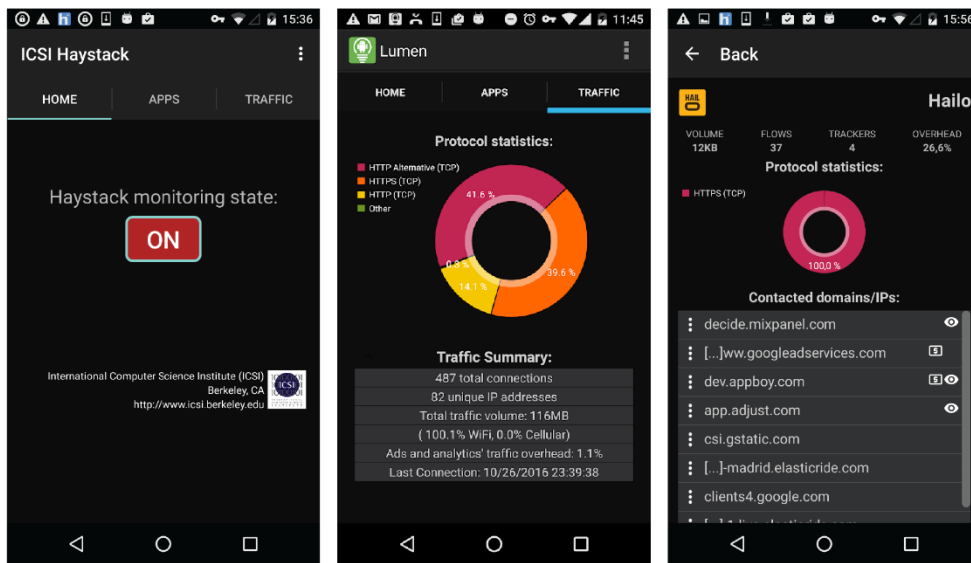 15:36
ICSI Haystack
HOME APPS TRAFFIC
Haystack monitoring state:
ON
International Computer Science Institute (ICSI)
Berkeley, CA
http://www.icsi.berkeley.edu
ICSI
11:45
Lumen
HOME APPS TRAFFIC
Protocol statistics:
HTTP Alternative (TCP)
HTTPS (TCP)
HTTP (TCP)
Other
41.6 %
39.6 %
14.1 %
Traffic Summary:
487 total connections
82 unique IP addresses
Total traffic volume: 116MB
( 100.1% WiFi, 0.0% Cellular)
Ads and analytics' traffic overhead: 1.1%
Last Connection: 10/26/2016 23:39:38
15:56
Back
HAIL
Hailo
VOLUME FLOWS TRACKERS OVERHEAD
12KB 37 4 26,6%
Protocol statistics:
HTTPS (TCP)
100,0 %
Contacted domains/IPs:
decide.mixpanel.com
[...]ww.googleadservices.com
dev.appboy.com
app.adjust.com
csi.gstatic.com
[...]-madrid.elasticride.com
clients4.google.com